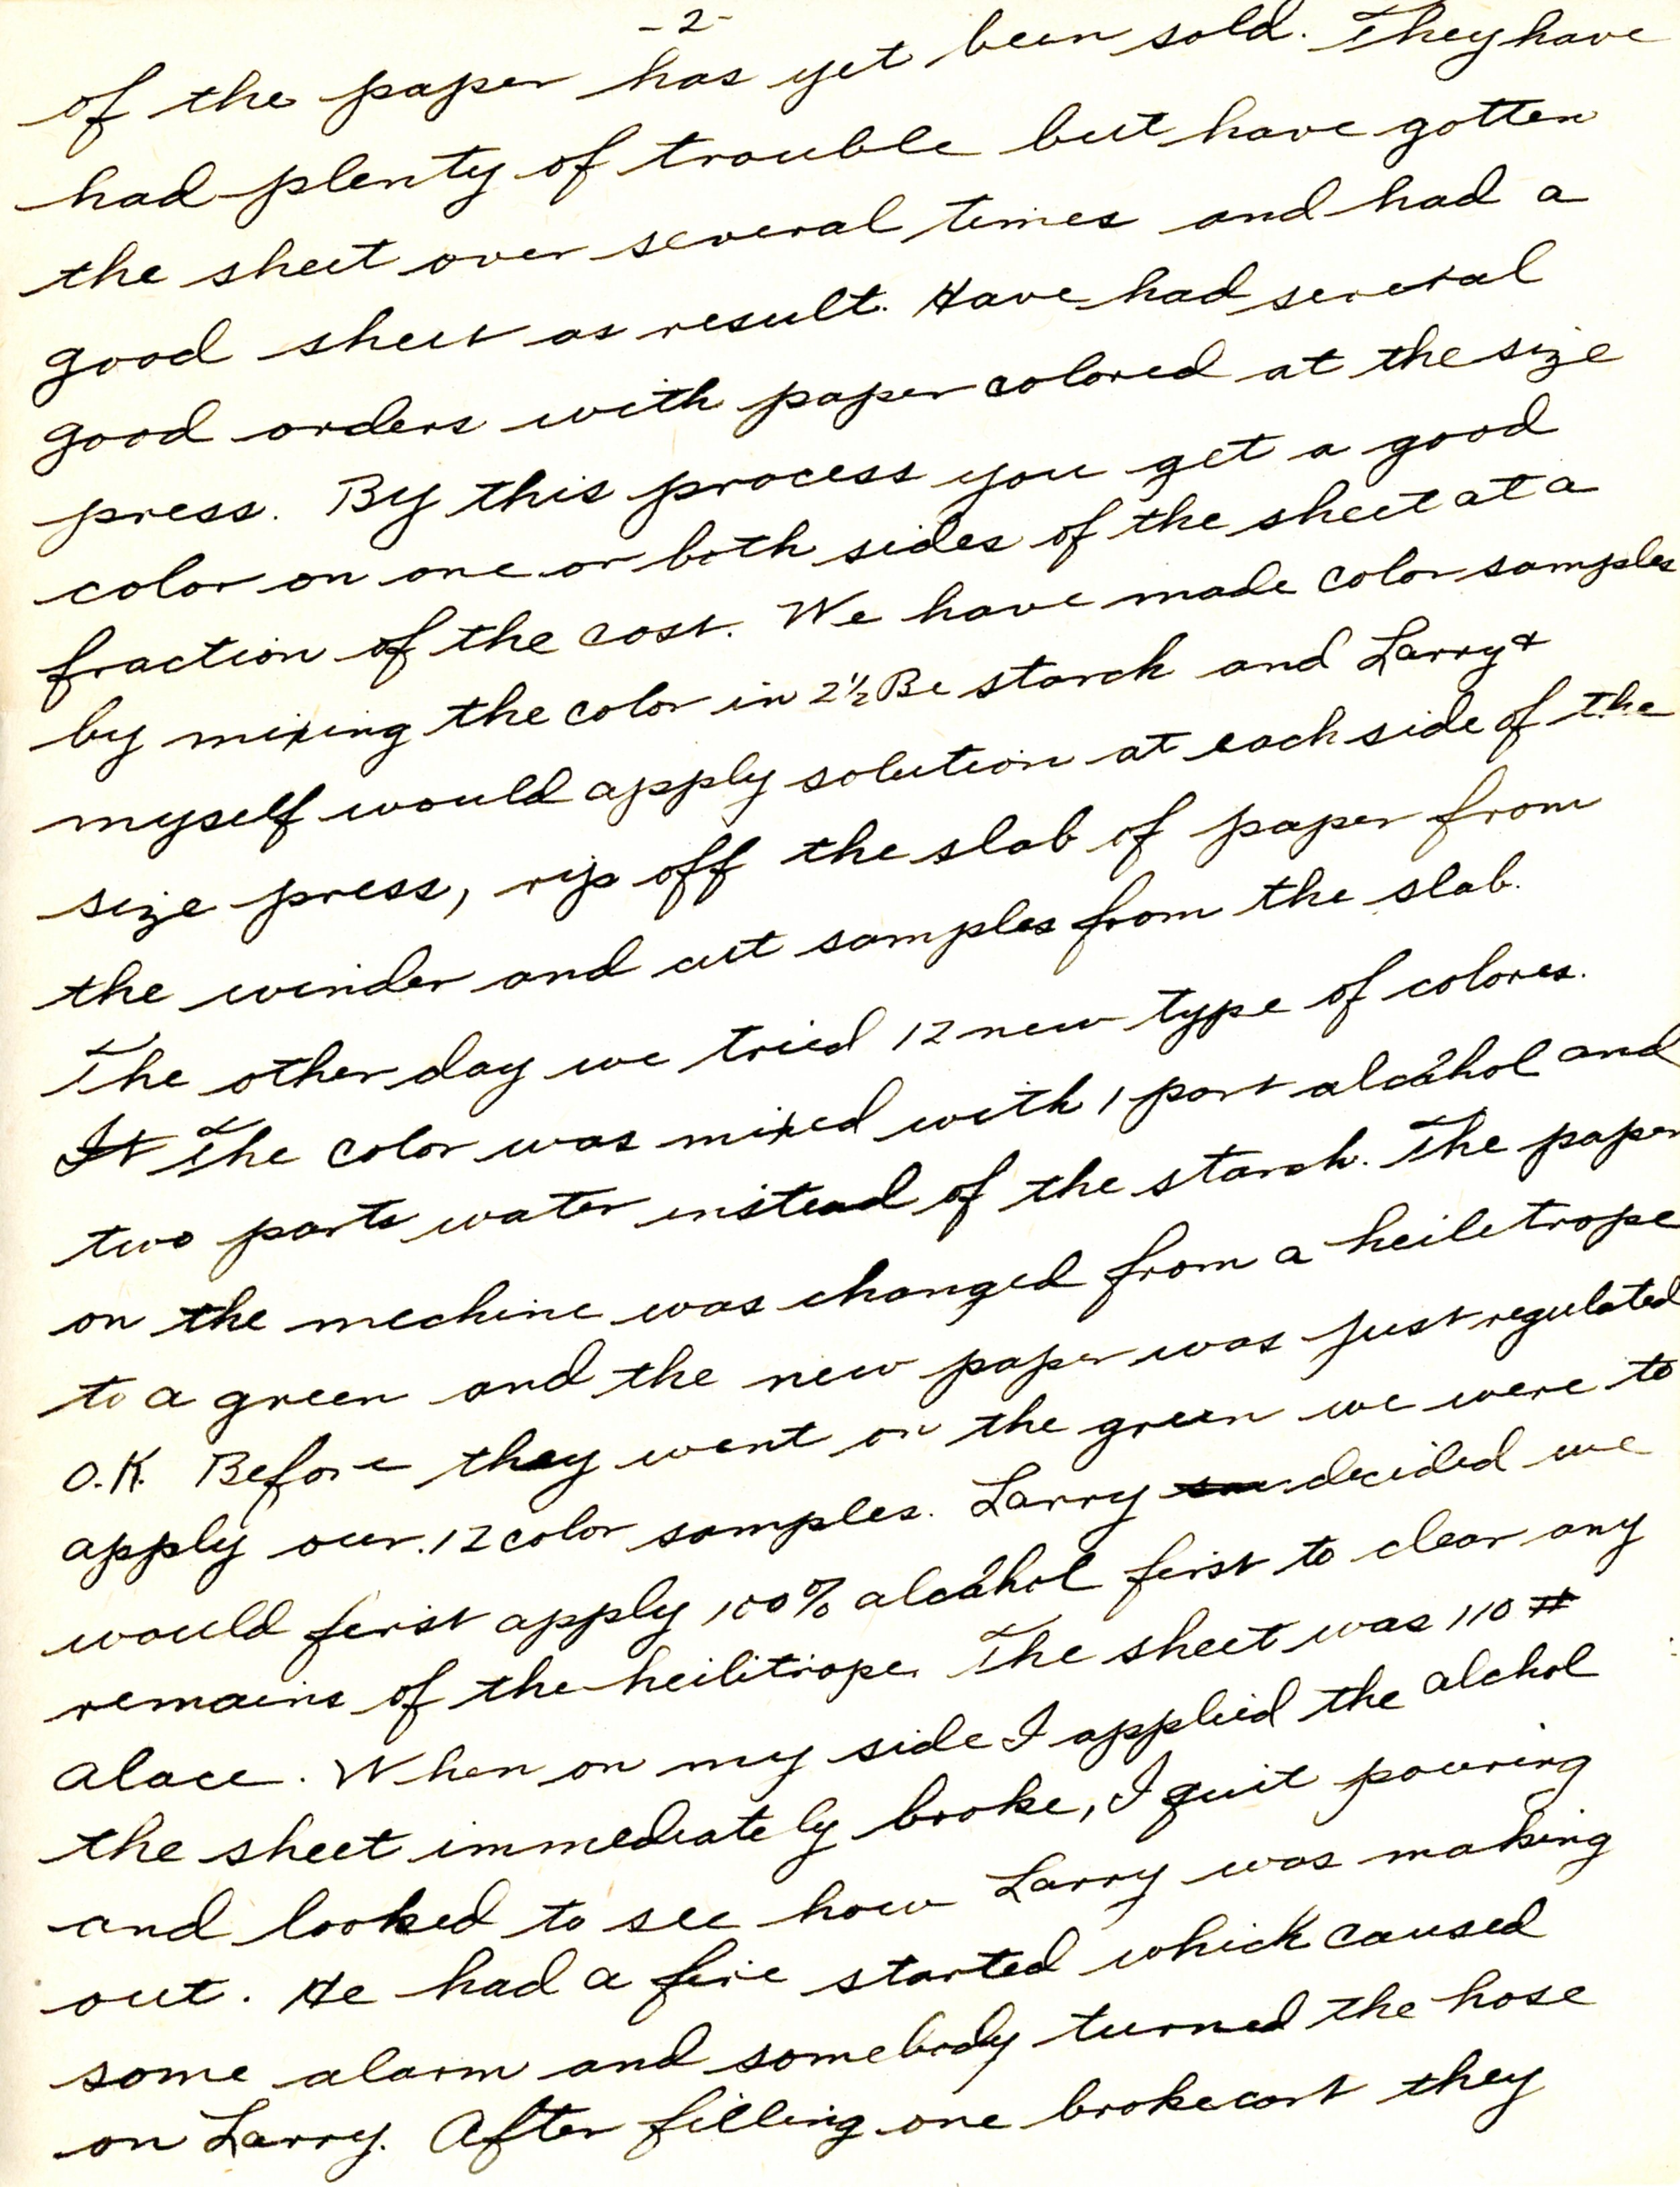 -2-
of the paper has yet been sold. They have
had plenty of trouble but have gotten
the sheet over several times and had a
good sheet as result. Have had several
good orders with paper colored at the size
press. By this process you get a good
color on one or both sides of the sheet at a
fraction of the cost. We have made color samples
by mixing the color in 2½ Be starch and Larry &
myself would apply solution at each side of the
size press, rip off the slab of paper from
the winder and cut samples from the slab.
The other day we tried 12 new type of colores.
It The color was mixed with 1 part alcahol and
two parts water instead of the starch. The paper
on the mechine was changed from a heiletrope
to a green and the new paper was just regulated
O.K. Before they went on the green we were to
apply our 12 color samples. Larry decided we
would first apply 100% alcahol first to clear any
remains of the heilitrope. The sheet was 110 #
alace. When on my side I applied the alchol
the sheet immediately broke, I quit pouring
and looked to see how Larry was making
out. He had a fire started which caused
some alarm and somebody turned the hose
on Larry. After filling one broke cart they